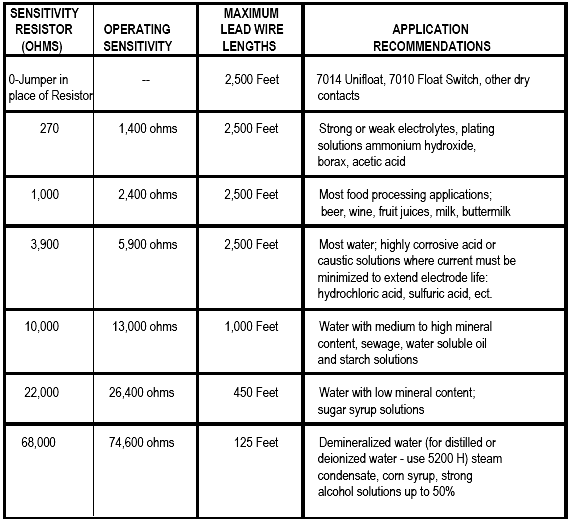 SENSITIVITY RESISTOR (OHMS) OPERATING SENSITIVITY MAXIMUM LEAD WIRE LENGTHS APPLICATION RECOMMENDATIONS
0-Jumper in place of Resistor -- 2,500 Feet 7014 Unifloat, 7010 Float Switch, other dry
contacts
270 1,400 ohms 2,500 Feet Strong or weak electrolytes, plating
solutions ammonium hydroxide,
borax, acetic acid
1,000 2,400 ohms 2,500 Feet Most food processing applications;
beer, wine, fruit juices, milk, buttermilk
3,900 5,900 ohms 2,500 Feet Most water; highly corrosive acid or
caustic solutions where current must be
minimized to extend electrode life:
hydrochloric acid, sulfuric acid, ect.
10,000 13,000 ohms 1,000 Feet Water with medium to high mineral
content, sewage, water soluble oil
and starch solutions
22,000 26,400 ohms 450 Feet Water with low mineral content;
sugar syrup solutions
68,000 74,600 ohms 125 Feet Demineralized water (for distilled or
deionized water - use 5200 H) steam
condensate, corn syrup, strong
alcohol solutions up to 50%